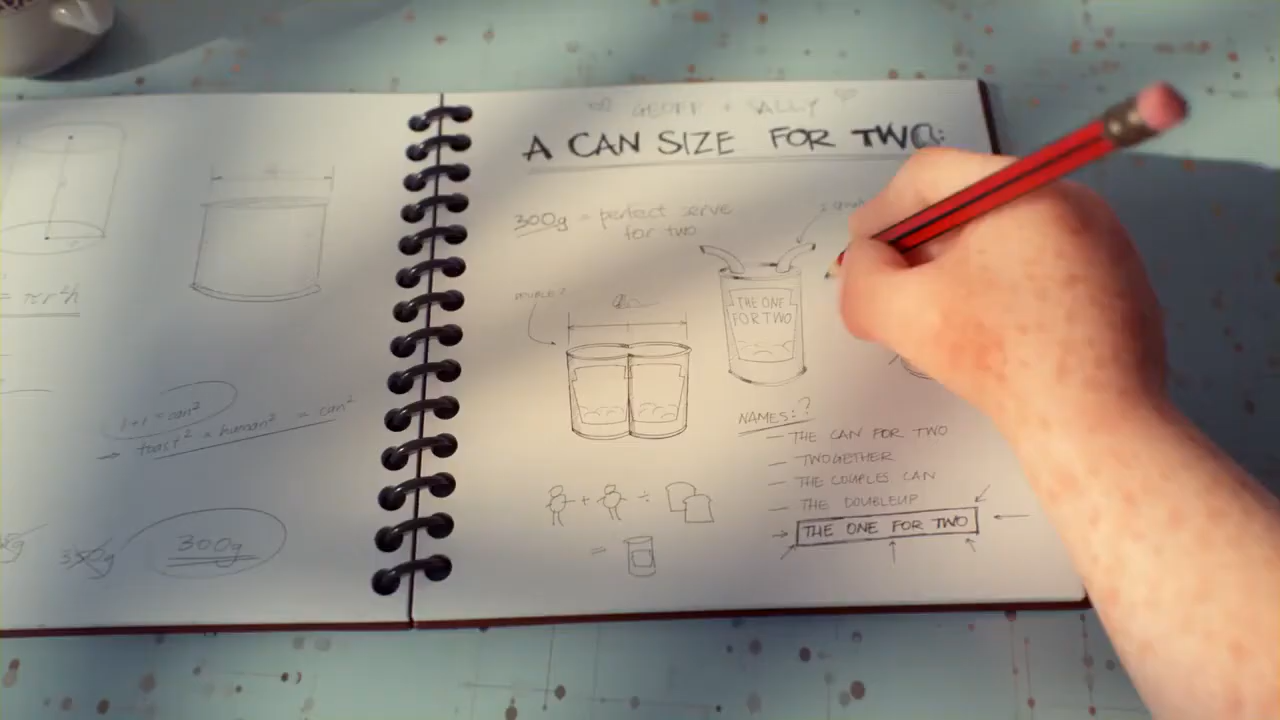 = πr²h
1+1 = can²
toast² × human² = can²
300g
GEOFF + SALLY
A CAN SIZE FOR TWO:
300g = perfect serve
for two
THE ONE
FOR TWO
NAMES:?
— THE CAN FOR TWO
— TWOGETHER
— THE COUPLES CAN
— THE DOUBLEUP
THE ONE FOR TWO